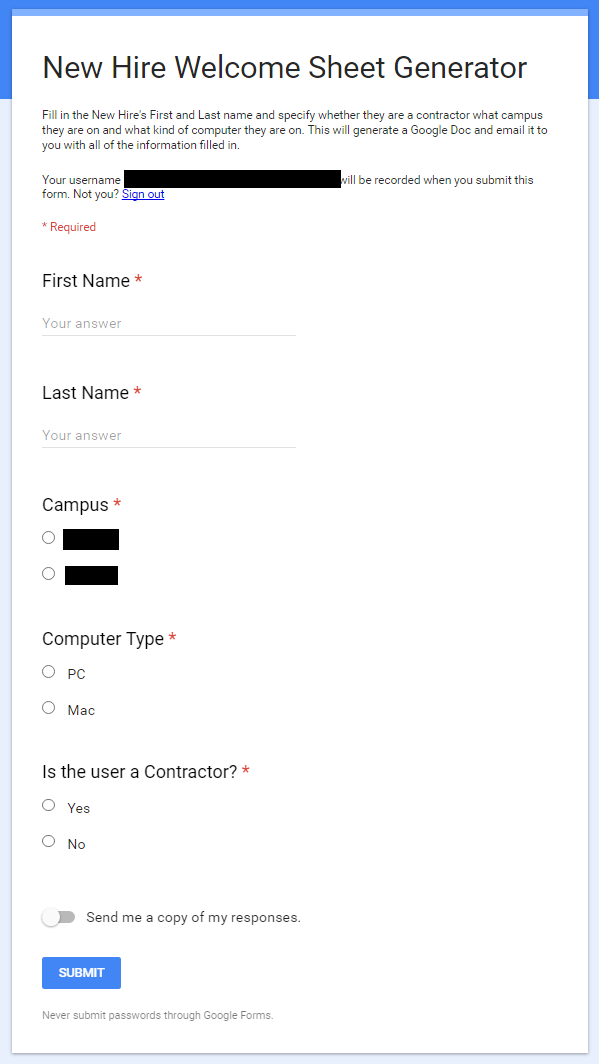 New Hire Welcome Sheet Generator
Fill in the New Hire's First and Last name and specify whether they are a contractor what campus
they are on and what kind of computer they are on. This will generate a Google Doc and email it to
you with all of the information filled in.
Your username will be recorded when you submit this
form. Not you? Sign out
* Required
First Name *
Your answer
Last Name *
Your answer
Campus *
Computer Type *
PC
Mac
Is the user a Contractor? *
Yes
No
Send me a copy of my responses.
SUBMIT
Never submit passwords through Google Forms.